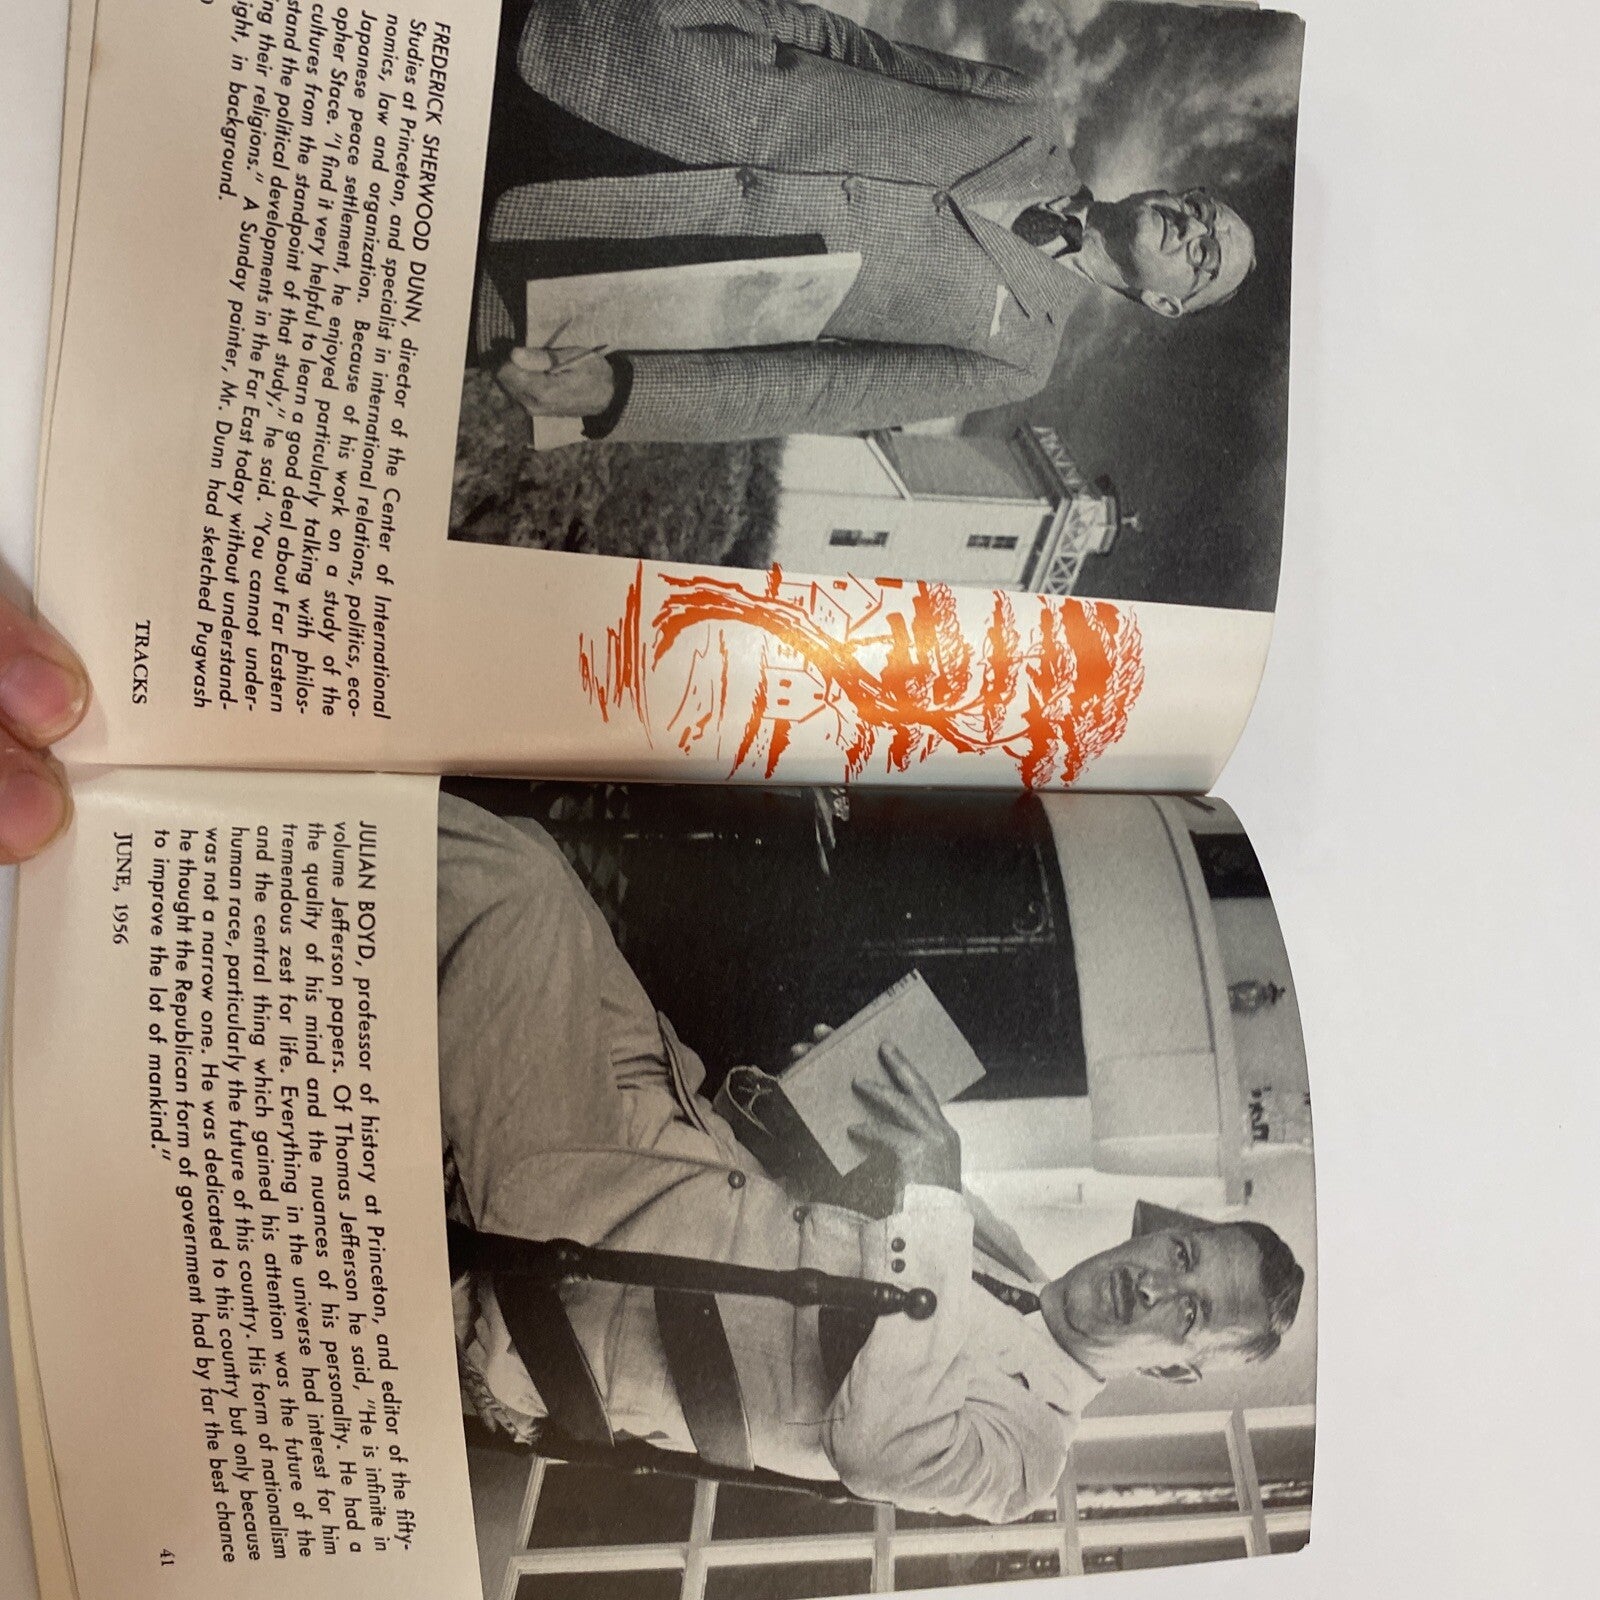 FREDERICK SHERWOOD DUNN, director of the Center of International
Studies at Princeton, and specialist in international relations, politics, eco-
nomics, law and organization. Because of his work on a study of the
Japanese peace settlement, he enjoyed particularly talking with philos-
opher Stace. "I find it very helpful to learn a good deal about Far Eastern
cultures from the standpoint of that study," he said. "You cannot under-
stand the political developments in the Far East today without understand-
ing their religions." A Sunday painter, Mr. Dunn had sketched Pugwash
ight, in background.
TRACKS
JULIAN BOYD, professor of history at Princeton, and editor of the fifty-
volume Jefferson papers. Of Thomas Jefferson he said, "He is infinite in
the quality of his mind and the nuances of his personality. He had a
tremendous zest for life. Everything in the universe had interest for him
and the central thing which gained his attention was the future of the
human race, particularly the future of this country. His form of nationalism
was not a narrow one. He was dedicated to this country but only because
he thought the Republican form of government had by far the best chance
to improve the lot of mankind."
JUNE, 1956
41